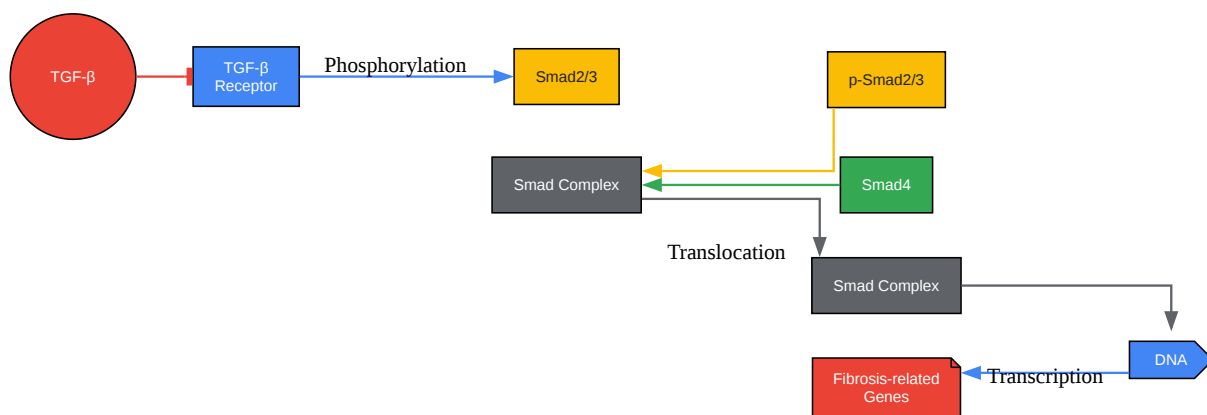 TGF-β
TGF-β
Receptor
Phosphorylation
Smad2/3
p-Smad2/3
Smad Complex
Smad4
Translocation
Smad Complex
DNA
Transcription
Fibrosis-related
Genes